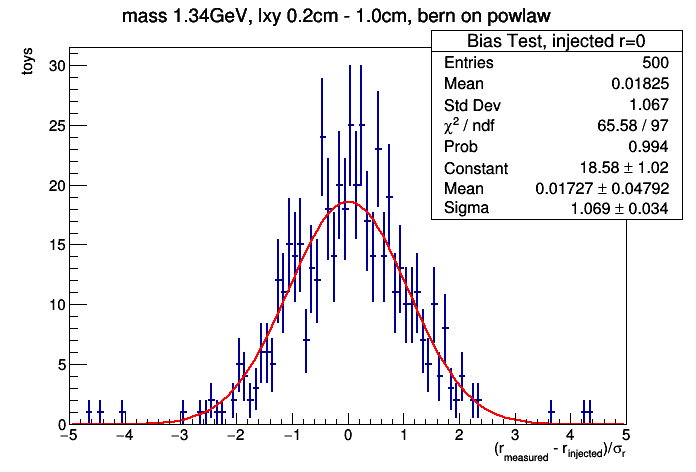 mass 1.34GeV, lxy 0.2cm - 1.0cm, bern on powlaw
Bias Test, injected r=0
Entries 500
Mean 0.01825
Std Dev 1.067
χ² / ndf 65.58 / 97
Prob 0.994
Constant 18.58 ± 1.02
Mean 0.01727 ± 0.04792
Sigma 1.069 ± 0.034
toys
30
25
20
15
10
5
0
−5 −4 −3 −2 −1 0 1 2 3 4 5
(r_measured - r_injected)/σ_r